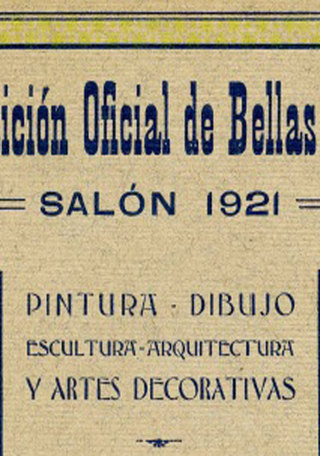 ición Oficial de Bellas
SALÓN 1921
PINTURA - DIBUJO
ESCULTURA - ARQUITECTURA
Y ARTES DECORATIVAS